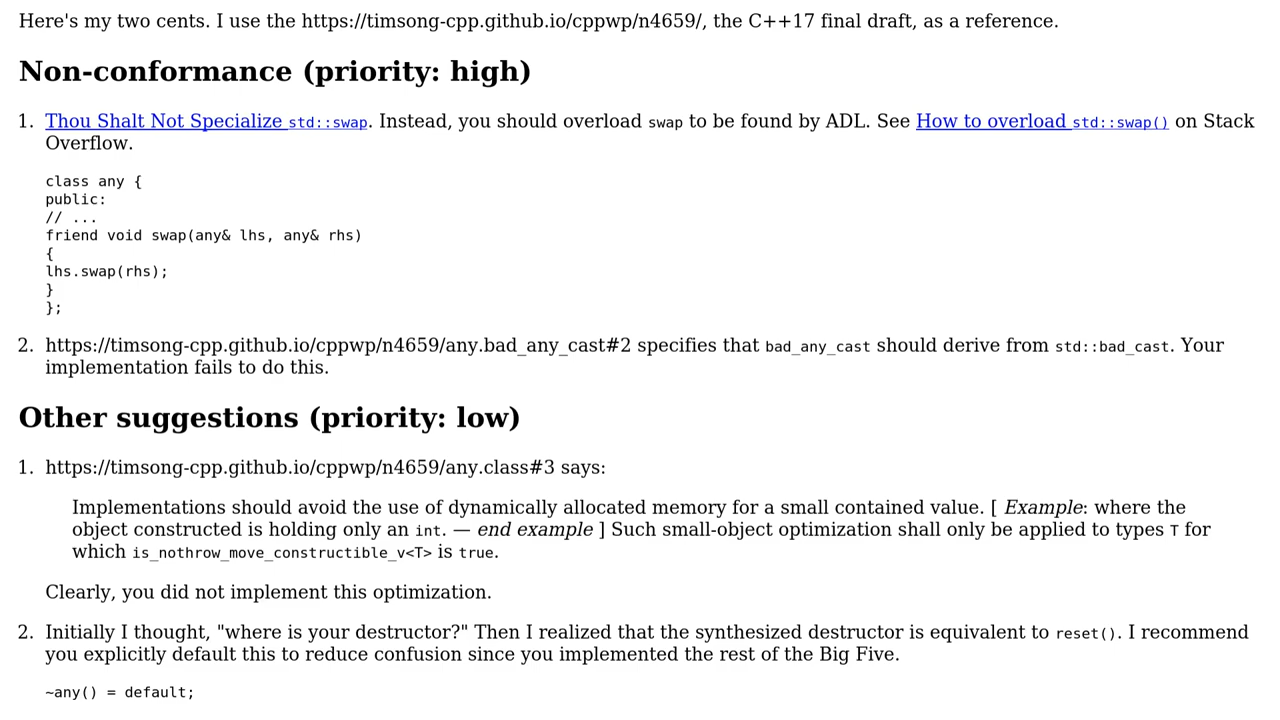 Here's my two cents. I use the https://timsong-cpp.github.io/cppwp/n4659/, the C++17 final draft, as a reference.
Non-conformance (priority: high)
1. Thou Shalt Not Specialize std::swap. Instead, you should overload swap to be found by ADL. See How to overload std::swap() on Stack
Overflow.
class any {
public:
// ...
friend void swap(any& lhs, any& rhs)
{
lhs.swap(rhs);
}
};
2. https://timsong-cpp.github.io/cppwp/n4659/any.bad_any_cast#2 specifies that bad_any_cast should derive from std::bad_cast. Your
implementation fails to do this.
Other suggestions (priority: low)
1. https://timsong-cpp.github.io/cppwp/n4659/any.class#3 says:
Implementations should avoid the use of dynamically allocated memory for a small contained value. [ Example: where the
object constructed is holding only an int. — end example ] Such small-object optimization shall only be applied to types T for
which is_nothrow_move_constructible_v<T> is true.
Clearly, you did not implement this optimization.
2. Initially I thought, "where is your destructor?" Then I realized that the synthesized destructor is equivalent to reset(). I recommend
you explicitly default this to reduce confusion since you implemented the rest of the Big Five.
~any() = default;